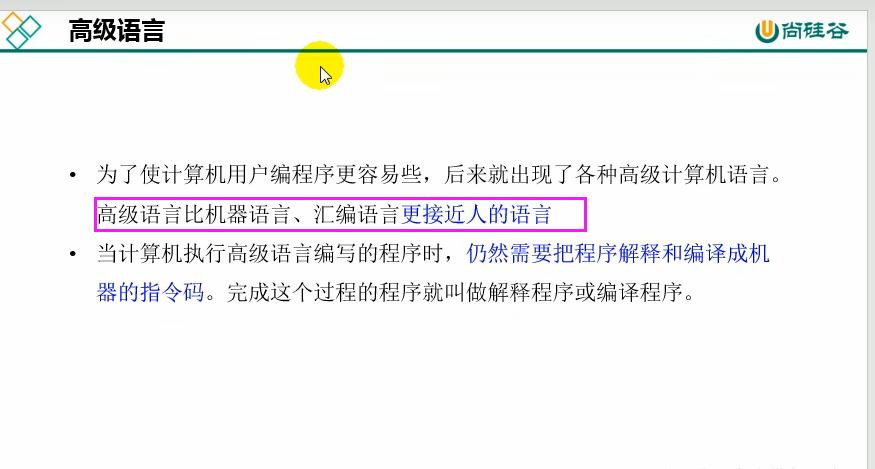 高级语言
尚硅谷
• 为了使计算机用户编程序更容易些，后来就出现了各种高级计算机语言。
高级语言比机器语言、汇编语言更接近人的语言
• 当计算机执行高级语言编写的程序时，仍然需要把程序解释和编译成机
器的指令码。完成这个过程的程序就叫做解释程序或编译程序。